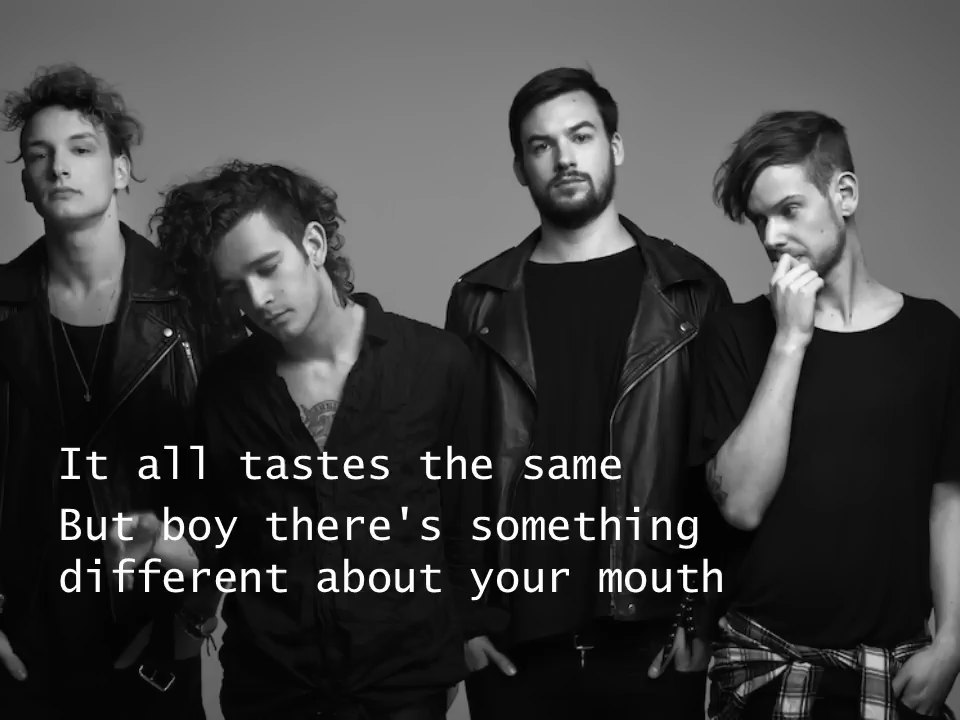 It all tastes the same
But boy there's something
different about your mouth